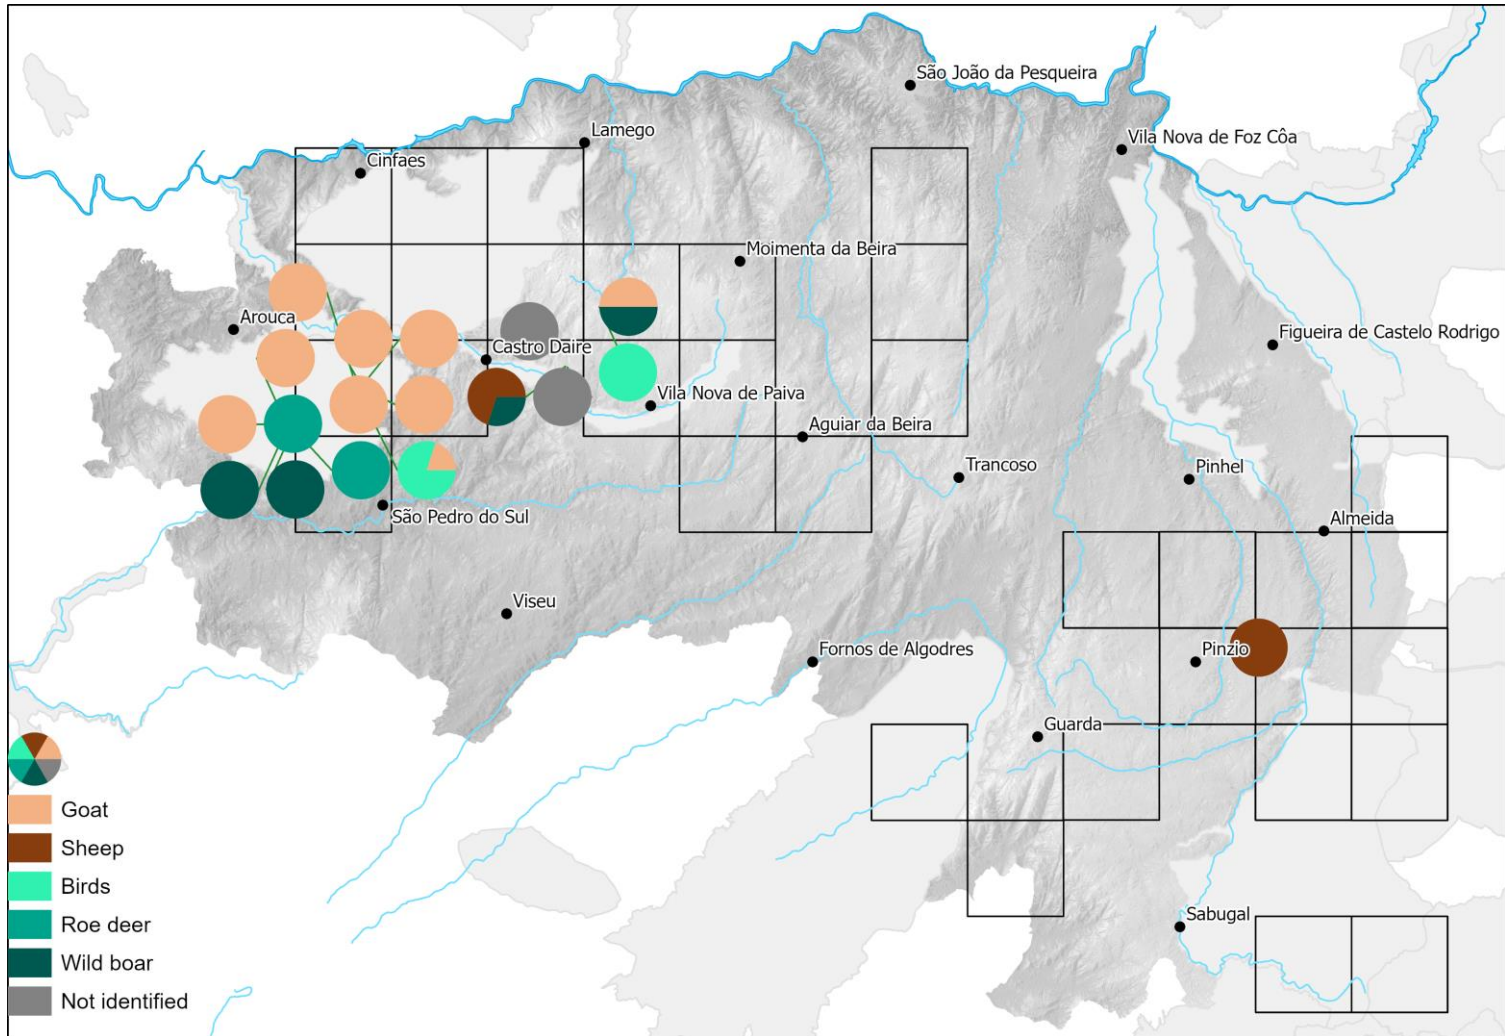 São João da Pesqueira
Lamego
Vila Nova de Foz Côa
Cinfaes
Moimenta da Beira
Arouca
Figueira de Castelo Rodrigo
Castro Daire
Vila Nova de Paiva
Aguiar da Beira
Trancoso
Pinhel
São Pedro do Sul
Almeida
Viseu
Fornos de Algodres
Pinzio
Guarda
Goat
Sheep
Birds
Roe deer
Sabugal
Wild boar
Not identified